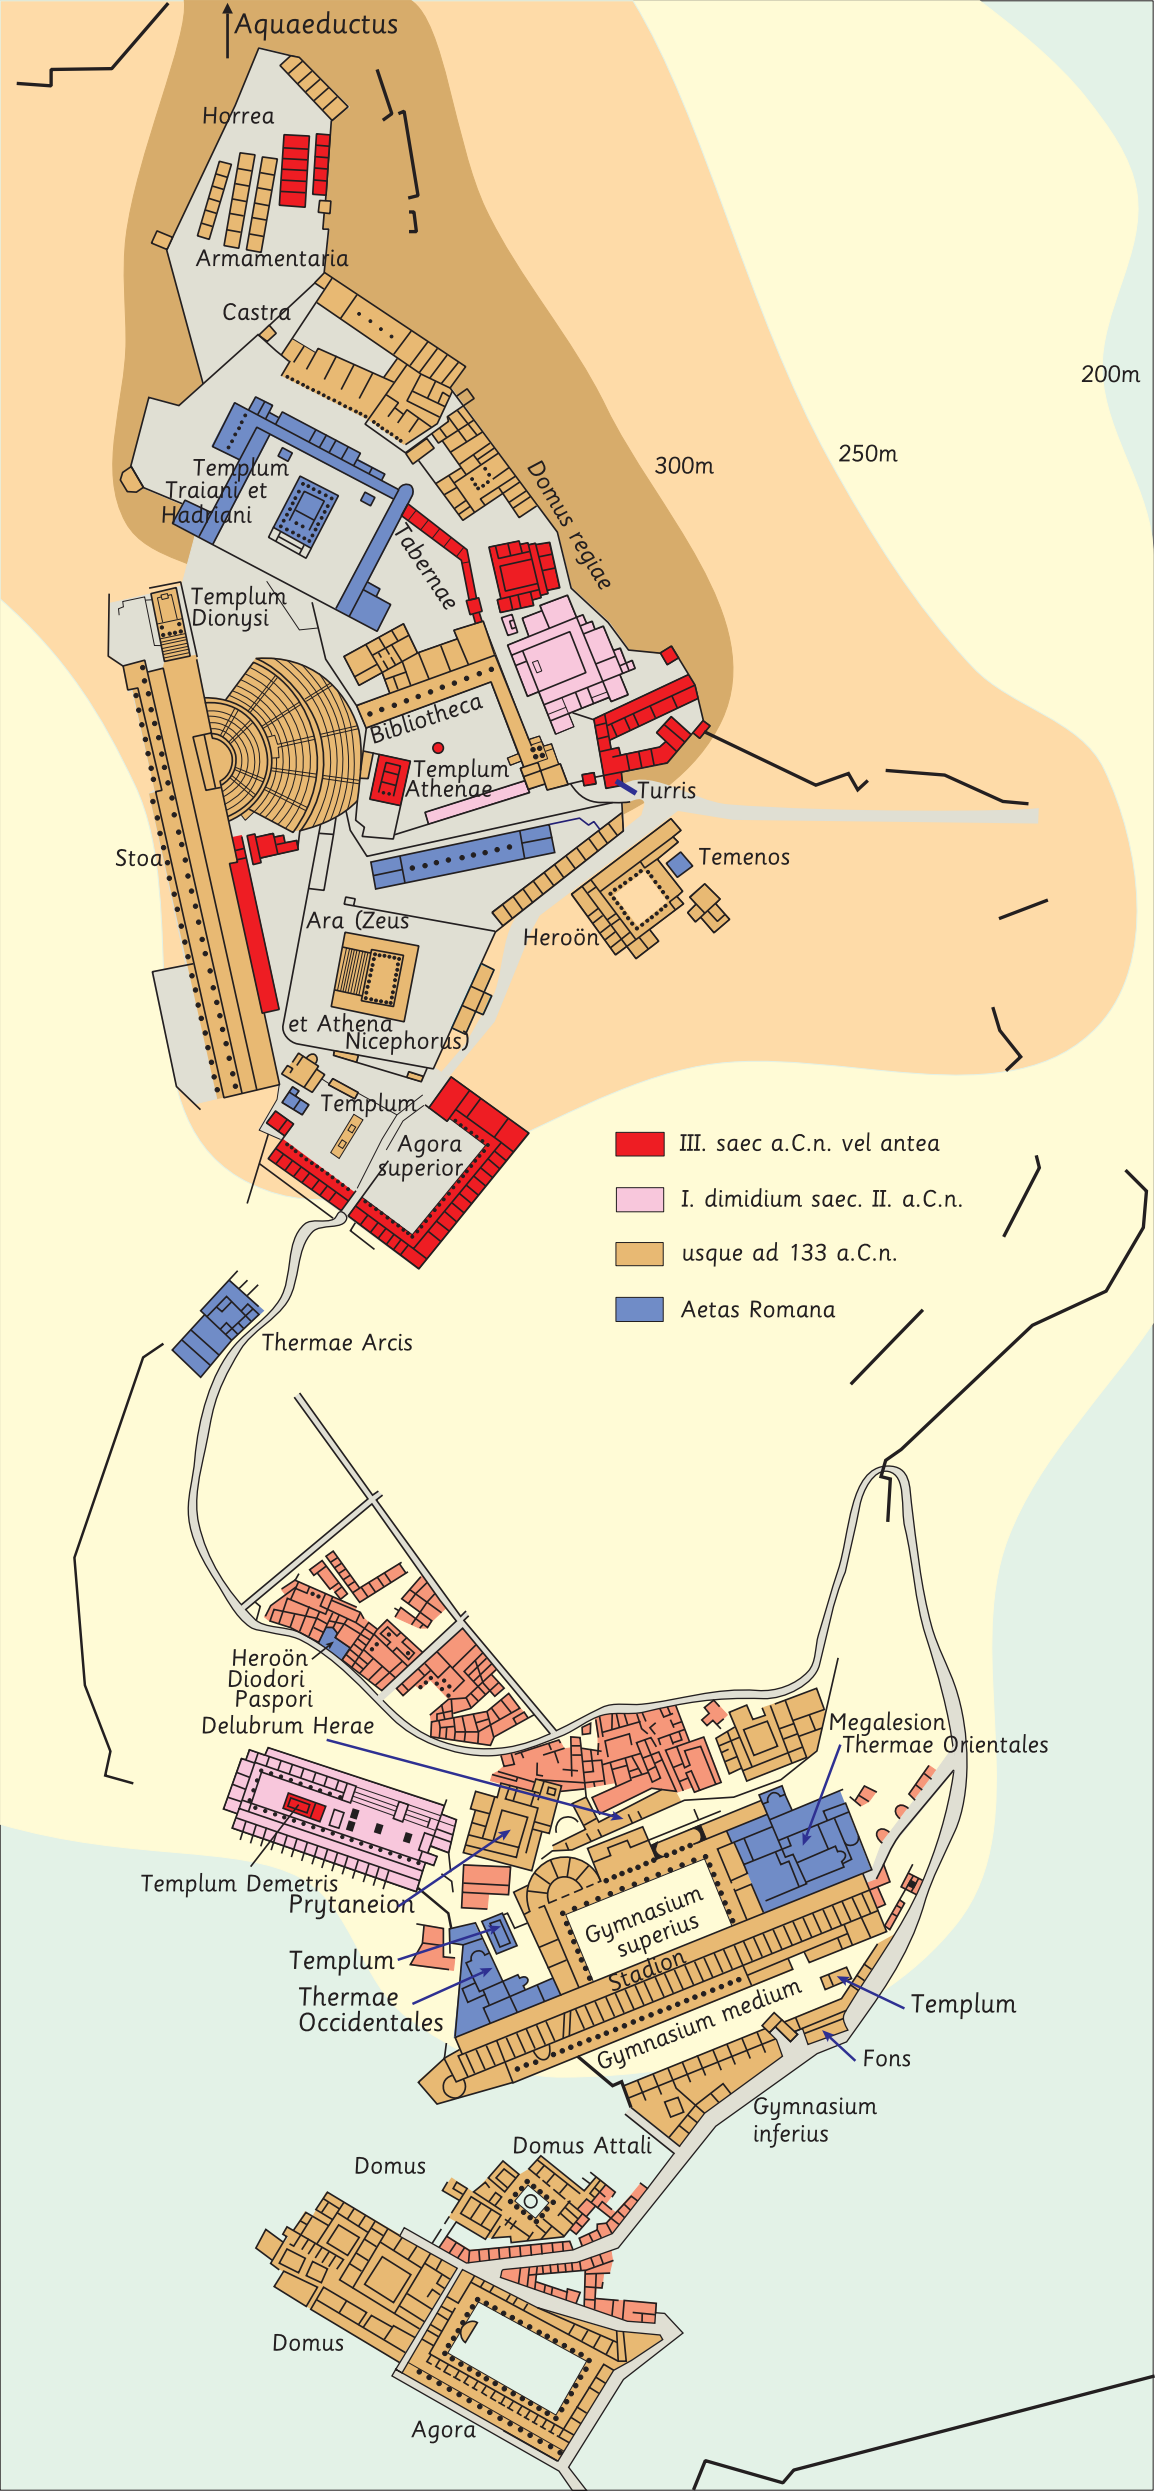 Aquaeductus
Horrea
Armamentaria
Castra
200m
250m
300m
Domus regiae
Templum
Traiani et
Hadriani
Tabernae
Templum
Dionysi
Bibliotheca
Templum
Athenae
Turris
Stoa
Temenos
Ara (Zeus
Heroön
et Athena
Nicephorus)
Templum
Agora
superior
III. saec a.C.n. vel antea
I. dimidium saec. II. a.C.n.
usque ad 133 a.C.n.
Aetas Romana
Thermae Arcis
Heroön
Diodori
Paspori
Delubrum Herae
Megalesion
Thermae Orientales
Templum Demetris
Prytaneion
Gymnasium
superius
Templum
Stadion
Thermae
Occidentales
Gymnasium medium
Templum
Fons
Gymnasium
inferius
Domus Attali
Domus
Domus
Agora